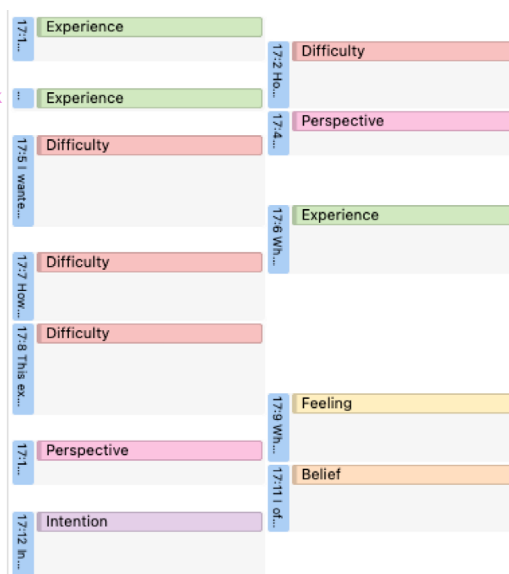 17:1...
Experience
17:2 Ho...
Difficulty
...
Experience
17:4...
Perspective
17:5 I wante...
Difficulty
17:6 Wh...
Experience
17:7 How...
Difficulty
17:8 This ex...
Difficulty
17:9 Wh...
Feeling
17:1...
Perspective
17:11 I of...
Belief
17:12 In...
Intention